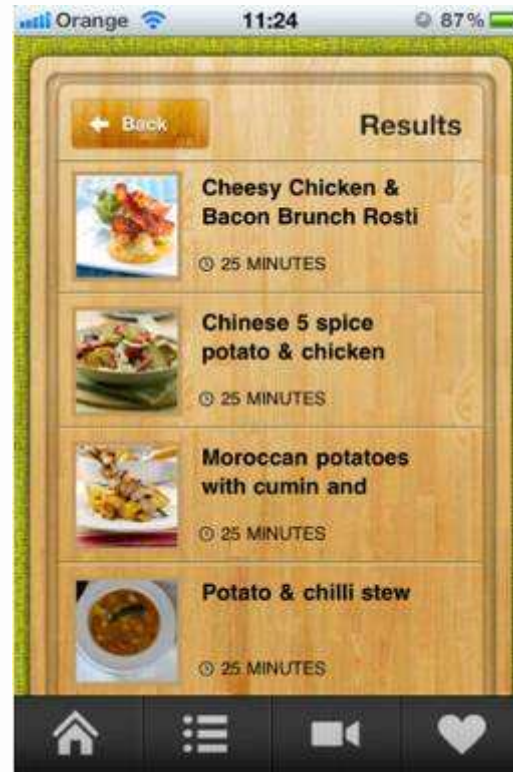 Orange 11:24 87%
Back Results
Cheesy Chicken &
Bacon Brunch Rosti
25 MINUTES
Chinese 5 spice
potato & chicken
25 MINUTES
Moroccan potatoes
with cumin and
25 MINUTES
Potato & chilli stew
25 MINUTES